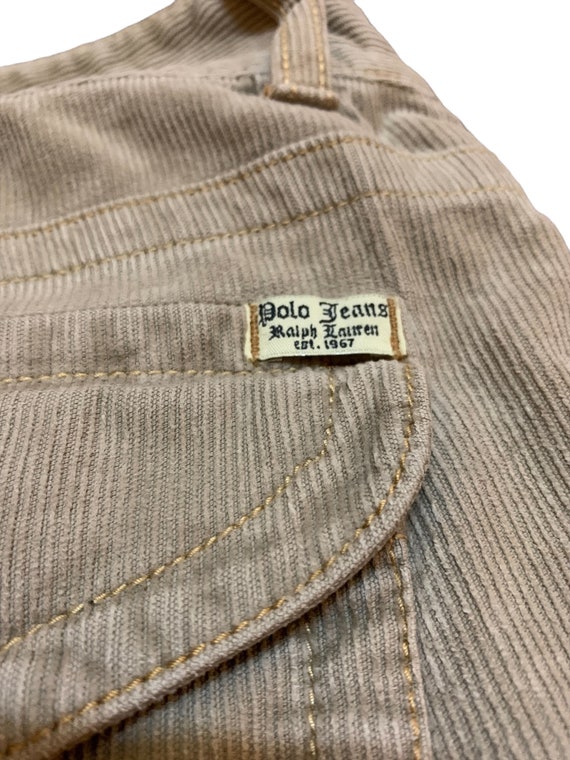 Polo Jeans
Ralph Lauren
est. 1967